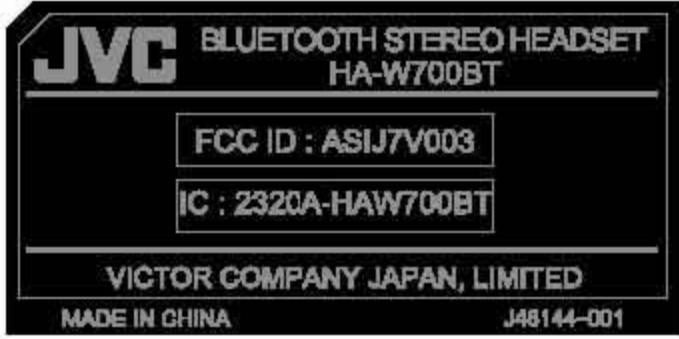 JVC BLUETOOTH STEREO HEADSET
HA-W700BT
FCC ID : ASIJ7V003
IC : 2320A-HAW700BT
VICTOR COMPANY JAPAN, LIMITED
MADE IN CHINA J46144-001